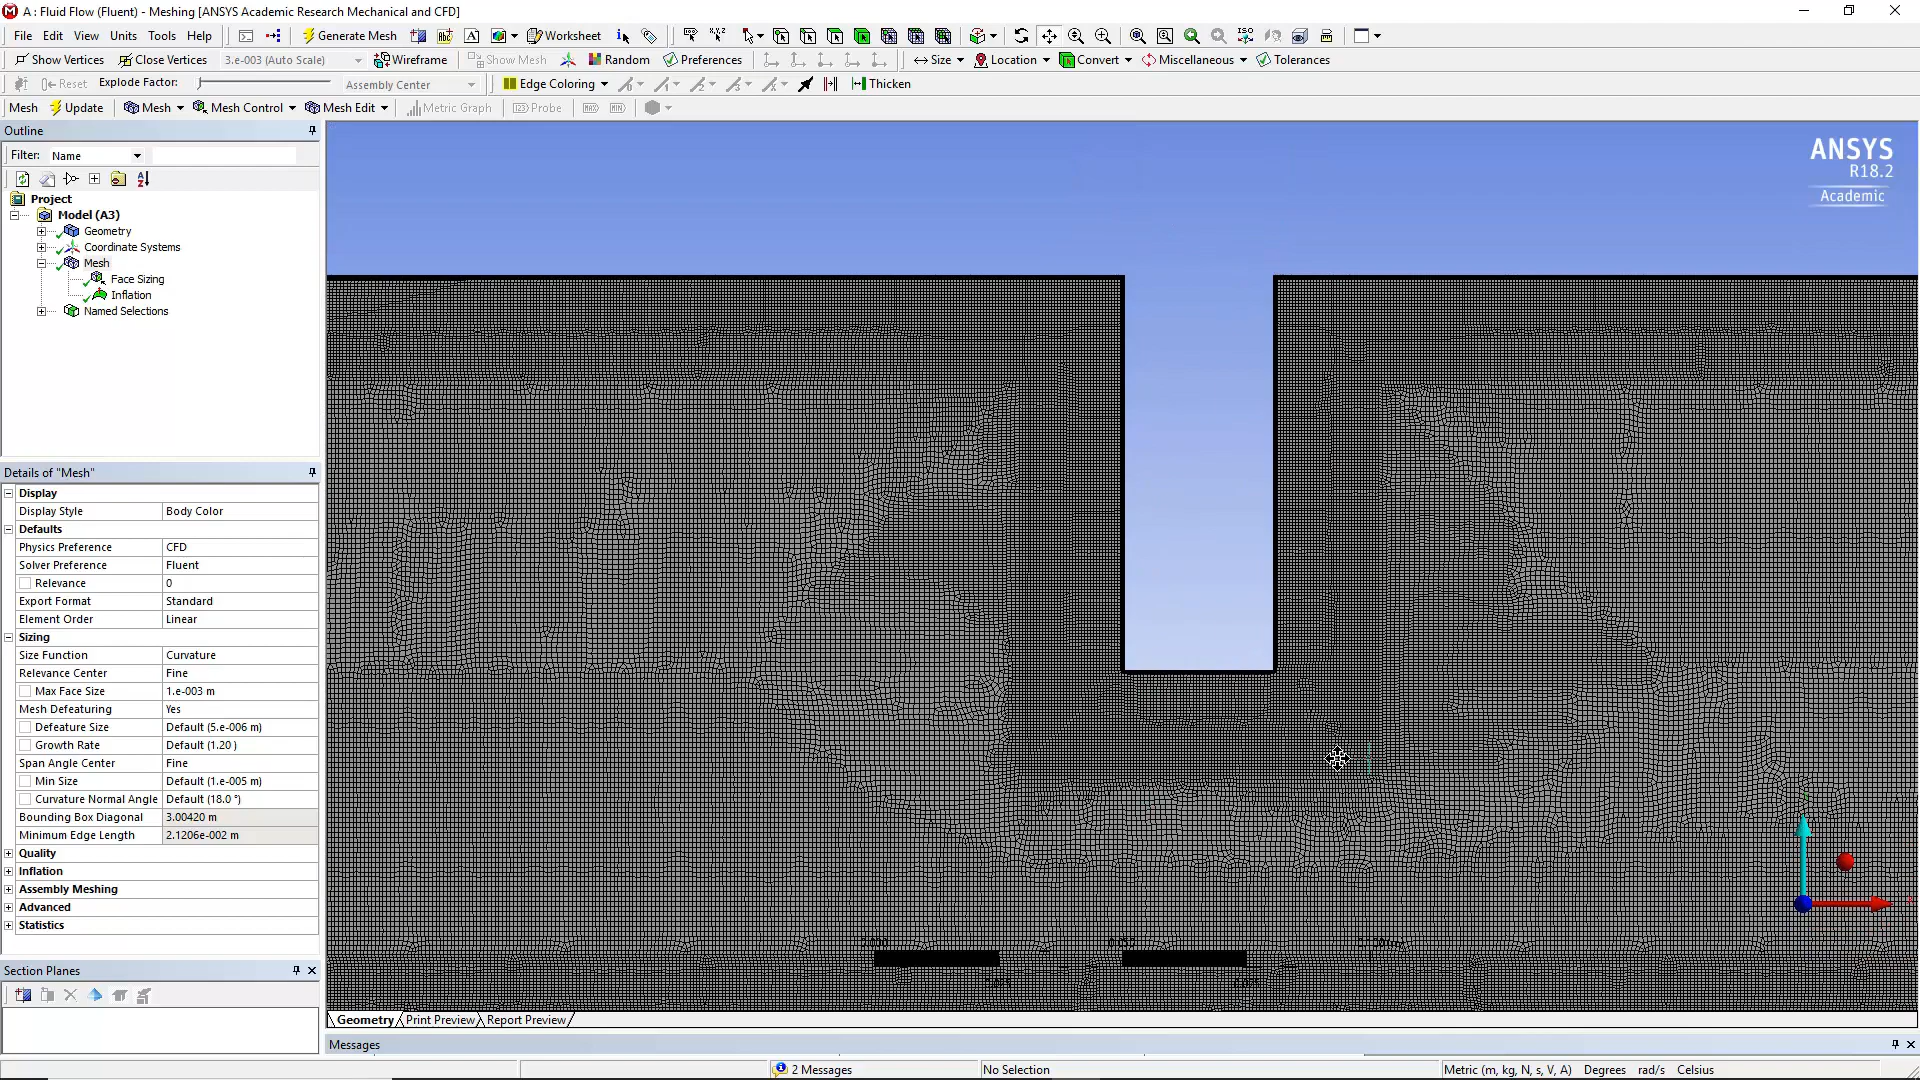 A : Fluid Flow (Fluent) - Meshing [ANSYS Academic Research Mechanical and CFD]
File Edit View Units Tools Help Generate Mesh Worksheet
Show Vertices Close Vertices 3.e-003 (Auto Scale) Wireframe Show Mesh Random Preferences Size Location Convert Miscellaneous Tolerances
Reset Explode Factor: Assembly Center Edge Coloring Thicken
Mesh Update Mesh Mesh Control Mesh Edit Metric Graph Probe MAX MIN
Outline
Filter: Name
Project
Model (A3)
Geometry
Coordinate Systems
Mesh
Face Sizing
Inflation
Named Selections
Details of "Mesh"
Display
Display Style Body Color
Defaults
Physics Preference CFD
Solver Preference Fluent
Relevance 0
Export Format Standard
Element Order Linear
Sizing
Size Function Curvature
Relevance Center Fine
Max Face Size 1.e-003 m
Mesh Defeaturing Yes
Defeature Size Default (5.e-006 m)
Growth Rate Default (1.20 )
Span Angle Center Fine
Min Size Default (1.e-005 m)
Curvature Normal Angle Default (18.0 °)
Bounding Box Diagonal 3.00420 m
Minimum Edge Length 2.1206e-002 m
Quality
Inflation
Assembly Meshing
Advanced
Statistics
Section Planes
ANSYS
R18.2
Academic
Geometry Print Preview Report Preview
Messages
2 Messages No Selection Metric (m, kg, N, s, V, A) Degrees rad/s Celsius